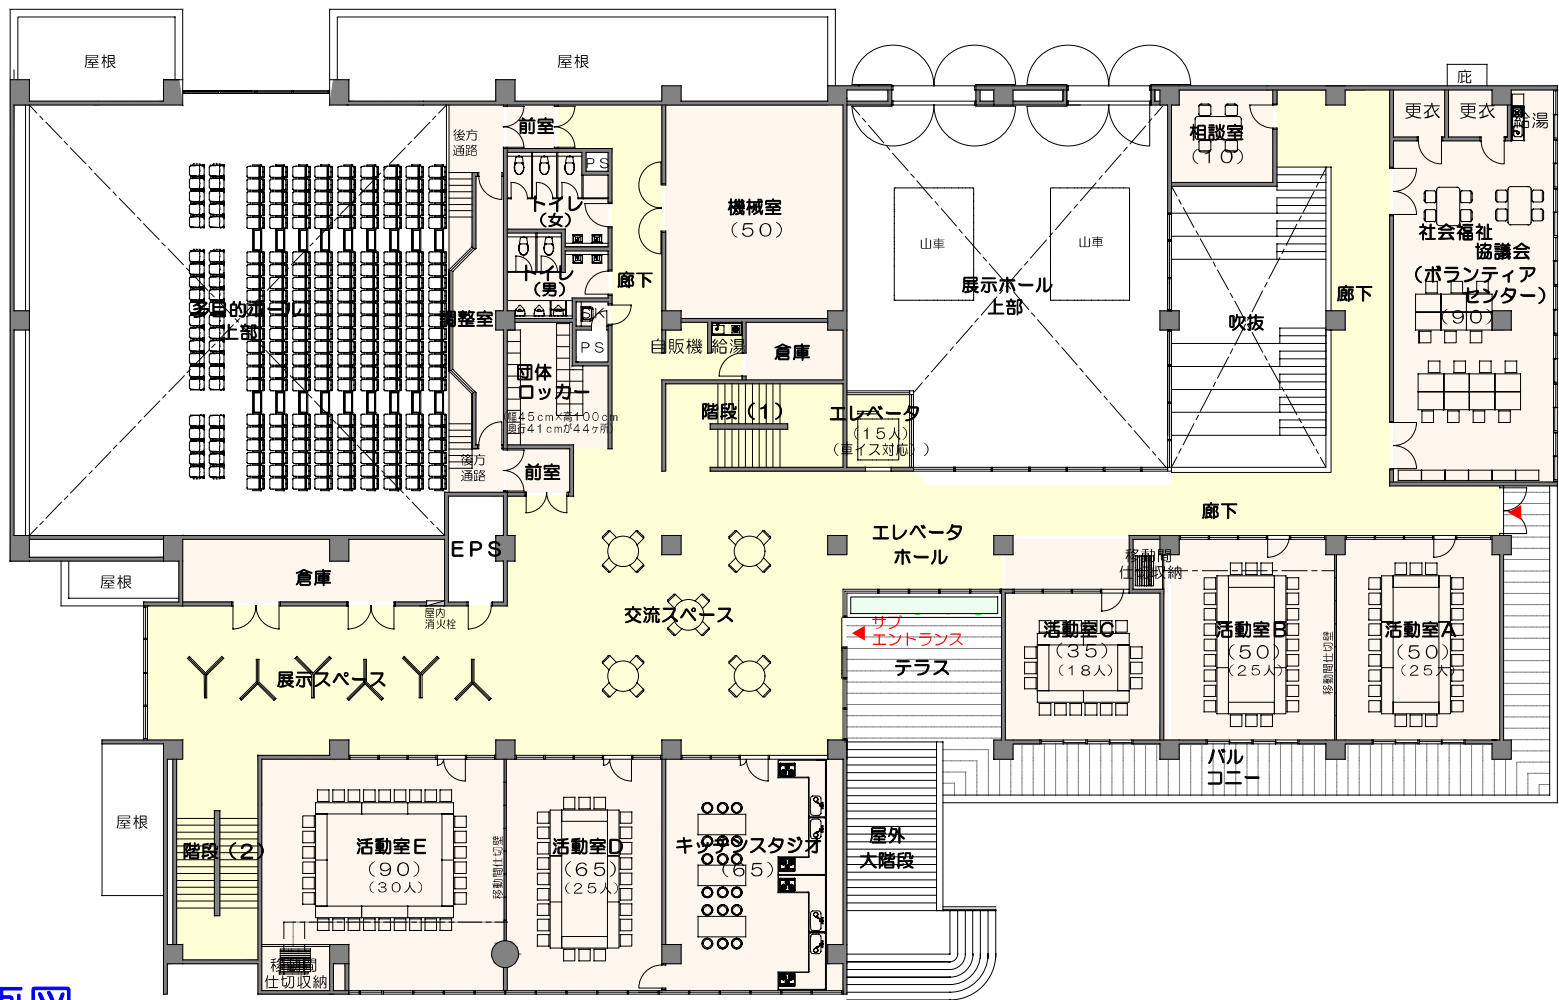 屋根
屋根
庇
後方
通路
前室
PS
トイレ
(女)
トイレ
(男)
廊下
機械室
(50)
山車
山車
展示ホール
上部
相談室
(10)
更衣
更衣
給湯
社会福祉
協議会
(ボランティア
センター)
(90)
廊下
吹抜
多目的ホール
上部
調整室
SK
PS
自販機
給湯
倉庫
団体
ロッカー
(幅45cm×高100cm
奥行41cmが44ヶ所)
階段(1)
エレベータ
(15人)
(車イス対応)
後方
通路
前室
EPS
廊下
エレベータ
ホール
移動間
仕切収納
屋根
倉庫
屋内
消火栓
交流スペース
サブ
エントランス
テラス
活動室C
(35)
(18人)
活動室B
(50)
(25人)
移動間仕切壁
活動室A
(50)
(25人)
展示スペース
バル
コニー
屋根
階段(2)
活動室E
(90)
(30人)
移動間仕切壁
活動室D
(65)
(25人)
キッチンスタジオ
(65)
屋外
大階段
移動間
仕切収納